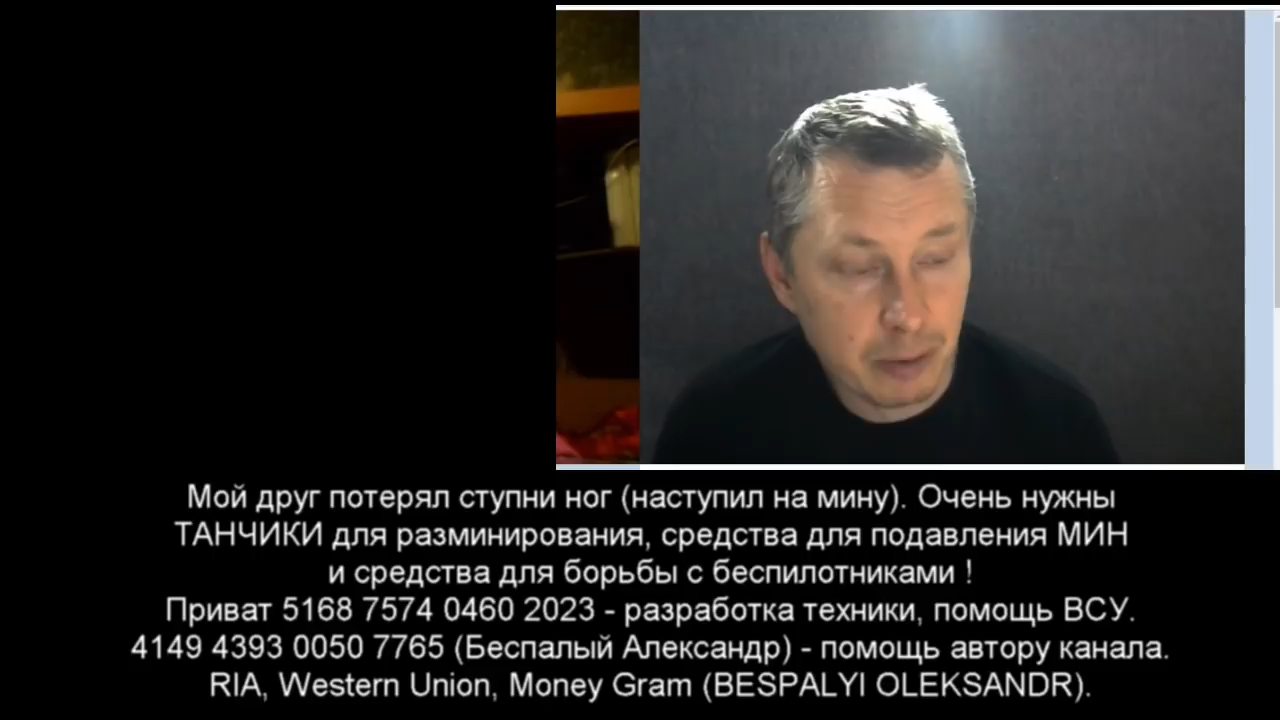 Мой друг потерял ступни ног (наступил на мину). Очень нужны
ТАНЧИКИ для разминирования, средства для подавления МИН
и средства для борьбы с беспилотниками !
Приват 5168 7574 0460 2023 - разработка техники, помощь ВСУ.
4149 4393 0050 7765 (Беспалый Александр) - помощь автору канала.
RIA, Western Union, Money Gram (BESPALYI OLEKSANDR).